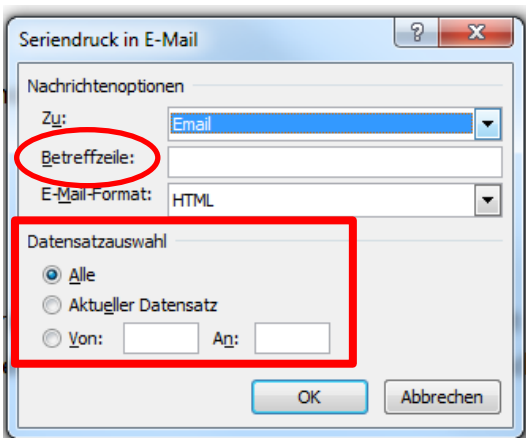 Seriendruck in E-Mail
Nachrichtenoptionen
Zu: Email
Betreffzeile:
E-Mail-Format: HTML
Datensatzauswahl
Alle
Aktueller Datensatz
Von: An:
OK Abbrechen